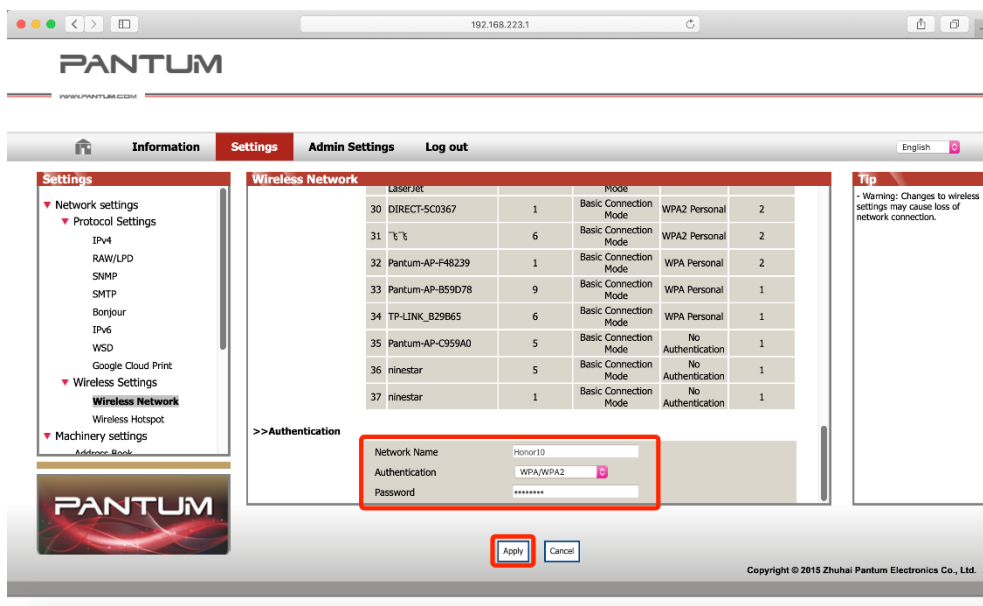 192.168.223.1
PANTUM
WWW.PANTUM.COM
Information Settings Admin Settings Log out English
Settings
▼ Network settings
▼ Protocol Settings
IPv4
RAW/LPD
SNMP
SMTP
Bonjour
IPv6
WSD
Google Cloud Print
▼ Wireless Settings
Wireless Network
Wireless Hotspot
▼ Machinery settings
Address Book
PANTUM
Wireless Network
LaserJet Mode
30 DIRECT-5C0367 1 Basic Connection Mode WPA2 Personal 2
31 6 Basic Connection Mode WPA2 Personal 2
32 Pantum-AP-F48239 1 Basic Connection Mode WPA Personal 2
33 Pantum-AP-B59D78 9 Basic Connection Mode WPA Personal 1
34 TP-LINK_B29B65 6 Basic Connection Mode WPA Personal 1
35 Pantum-AP-C959A0 5 Basic Connection Mode No Authentication 1
36 ninestar 5 Basic Connection Mode No Authentication 1
37 ninestar 1 Basic Connection Mode No Authentication 1
>>Authentication
Network Name Honor10
Authentication WPA/WPA2
Password ••••••••
Apply Cancel
Tip
- Warning: Changes to wireless
settings may cause loss of
network connection.
Copyright © 2015 Zhuhai Pantum Electronics Co., Ltd.